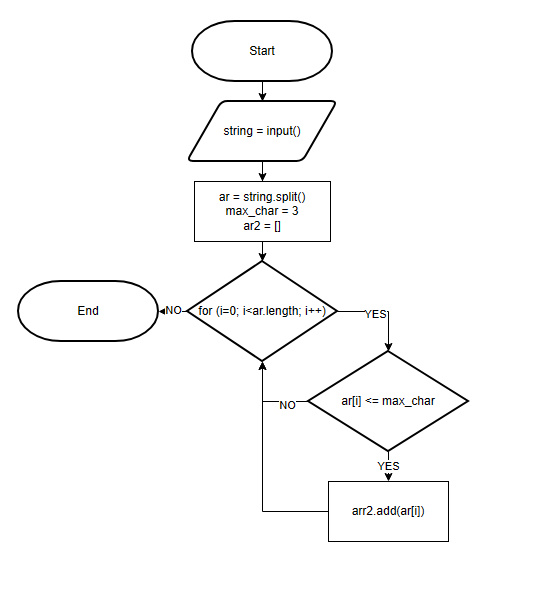 Start
string = input()
ar = string.split()
max_char = 3
ar2 = []
for (i=0; i<ar.length; i++)
NO
End
YES
ar[i] <= max_char
NO
YES
arr2.add(ar[i])